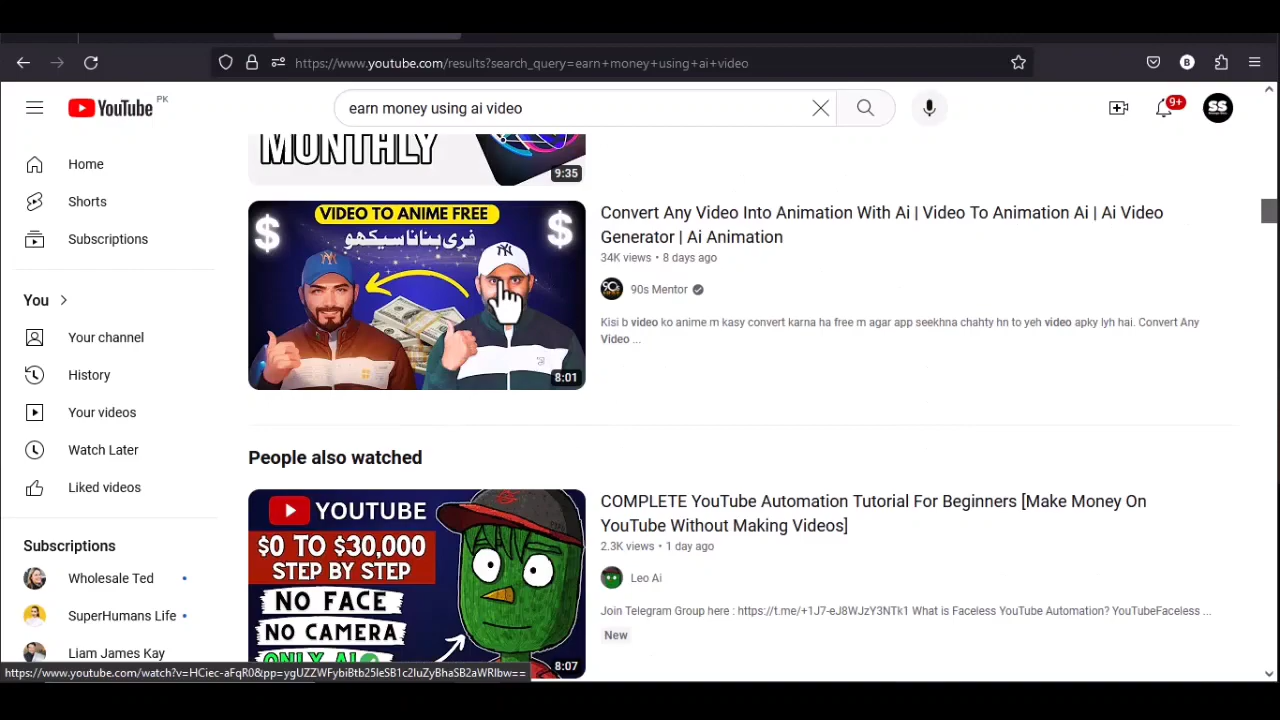 https://www.youtube.com/results?search_query=earn+money+using+ai+video
B
YouTube PK
earn money using ai video
9+
SS
Home
Shorts
Subscriptions
You
Your channel
History
Your videos
Watch Later
Liked videos
Subscriptions
Wholesale Ted
SuperHumans Life
Liam James Kay
MONTHLY
9:35
VIDEO TO ANIME FREE
فری بنانا سیکھو
$ $
8:01
Convert Any Video Into Animation With Ai | Video To Animation Ai | Ai Video
Generator | Ai Animation
34K views • 8 days ago
90s Mentor
Kisi b video ko anime m kasy convert karna ha free m agar app seekhna chahty hn to yeh video apky lyh hai. Convert Any
Video ...
People also watched
YOUTUBE
$0 TO $30,000
STEP BY STEP
NO FACE
NO CAMERA
ONLY AI
8:07
COMPLETE YouTube Automation Tutorial For Beginners [Make Money On
YouTube Without Making Videos]
2.3K views • 1 day ago
Leo Ai
Join Telegram Group here : https://t.me/+1J7-eJ8WJzY3NTk1 What is Faceless YouTube Automation? YouTubeFaceless ...
New